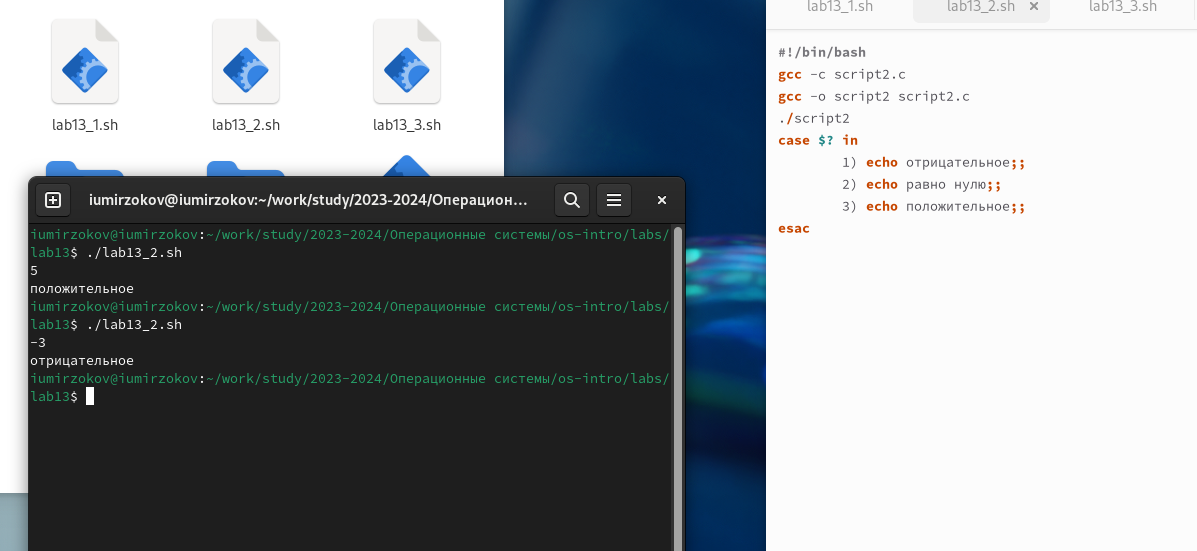 lab13_1.sh
lab13_2.sh
lab13_3.sh
iumirzokov@iumirzokov:~/work/study/2023-2024/Операцион...
iumirzokov@iumirzokov:~/work/study/2023-2024/Операционные системы/os-intro/labs/
lab13$ ./lab13_2.sh
5
положительное
iumirzokov@iumirzokov:~/work/study/2023-2024/Операционные системы/os-intro/labs/
lab13$ ./lab13_2.sh
-3
отрицательное
iumirzokov@iumirzokov:~/work/study/2023-2024/Операционные системы/os-intro/labs/
lab13$
lab13_1.sh
lab13_2.sh
lab13_3.sh
#!/bin/bash
gcc -c script2.c
gcc -o script2 script2.c
./script2
case $? in
1) echo отрицательное;;
2) echo равно нулю;;
3) echo положительное;;
esac